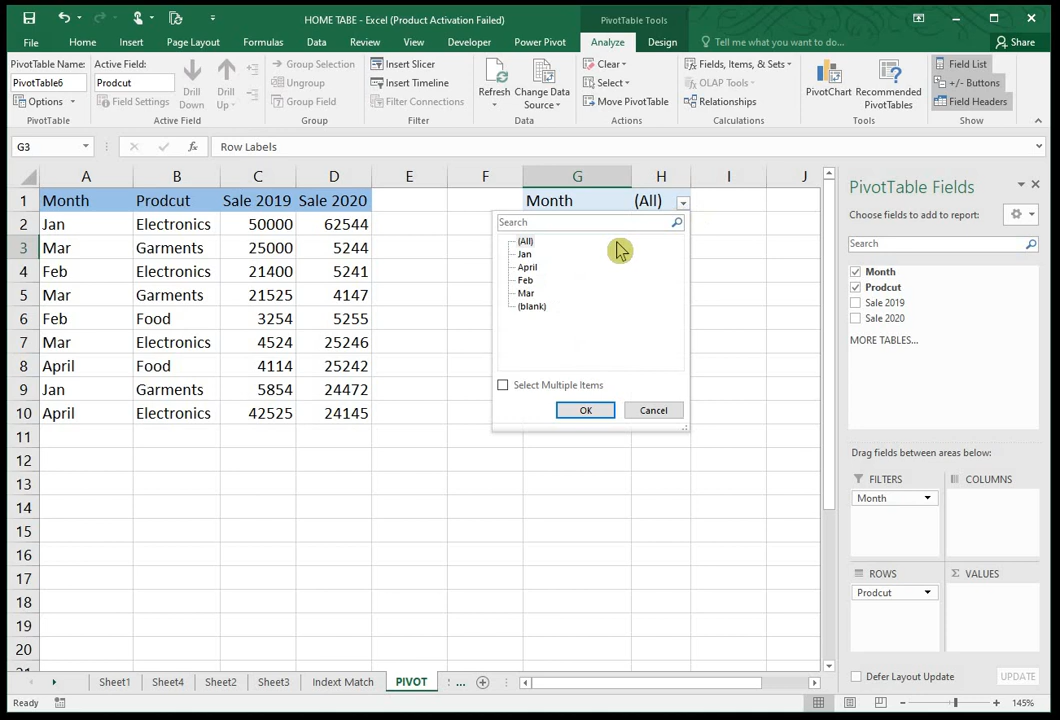 HOME TABE - Excel (Product Activation Failed)
PivotTable Tools
File Home Insert Page Layout Formulas Data Review View Developer Power Pivot Analyze Design Tell me what you want to do... Share
PivotTable Name:
PivotTable6
Options
PivotTable
Active Field:
Prodcut
Field Settings
Drill Down
Drill Up
Active Field
Group Selection
Ungroup
Group Field
Group
Insert Slicer
Insert Timeline
Filter Connections
Filter
Refresh
Change Data Source
Data
Clear
Select
Move PivotTable
Actions
Fields, Items, & Sets
OLAP Tools
Relationships
Calculations
PivotChart
Recommended PivotTables
Tools
Field List
+/- Buttons
Field Headers
Show
G3 fx Row Labels
A B C D E F G H I J
1 Month Prodcut Sale 2019 Sale 2020 Month (All)
2 Jan Electronics 50000 62544
3 Mar Garments 25000 5244
4 Feb Electronics 21400 5241
5 Mar Garments 21525 4147
6 Feb Food 3254 5255
7 Mar Garments 4524 25246
8 April Food 4114 25242
9 Jan Garments 5854 24472
10 April Electronics 42525 24145
11
12
13
14
15
16
17
18
19
20
Search
(All)
Jan
April
Feb
Mar
(blank)
Select Multiple Items
OK Cancel
PivotTable Fields
Choose fields to add to report:
Search
Month
Prodcut
Sale 2019
Sale 2020
MORE TABLES...
Drag fields between areas below:
FILTERS COLUMNS
Month
ROWS Σ VALUES
Prodcut
Defer Layout Update UPDATE
Sheet1 Sheet4 Sheet2 Sheet3 Indext Match PIVOT ...
Ready 145%